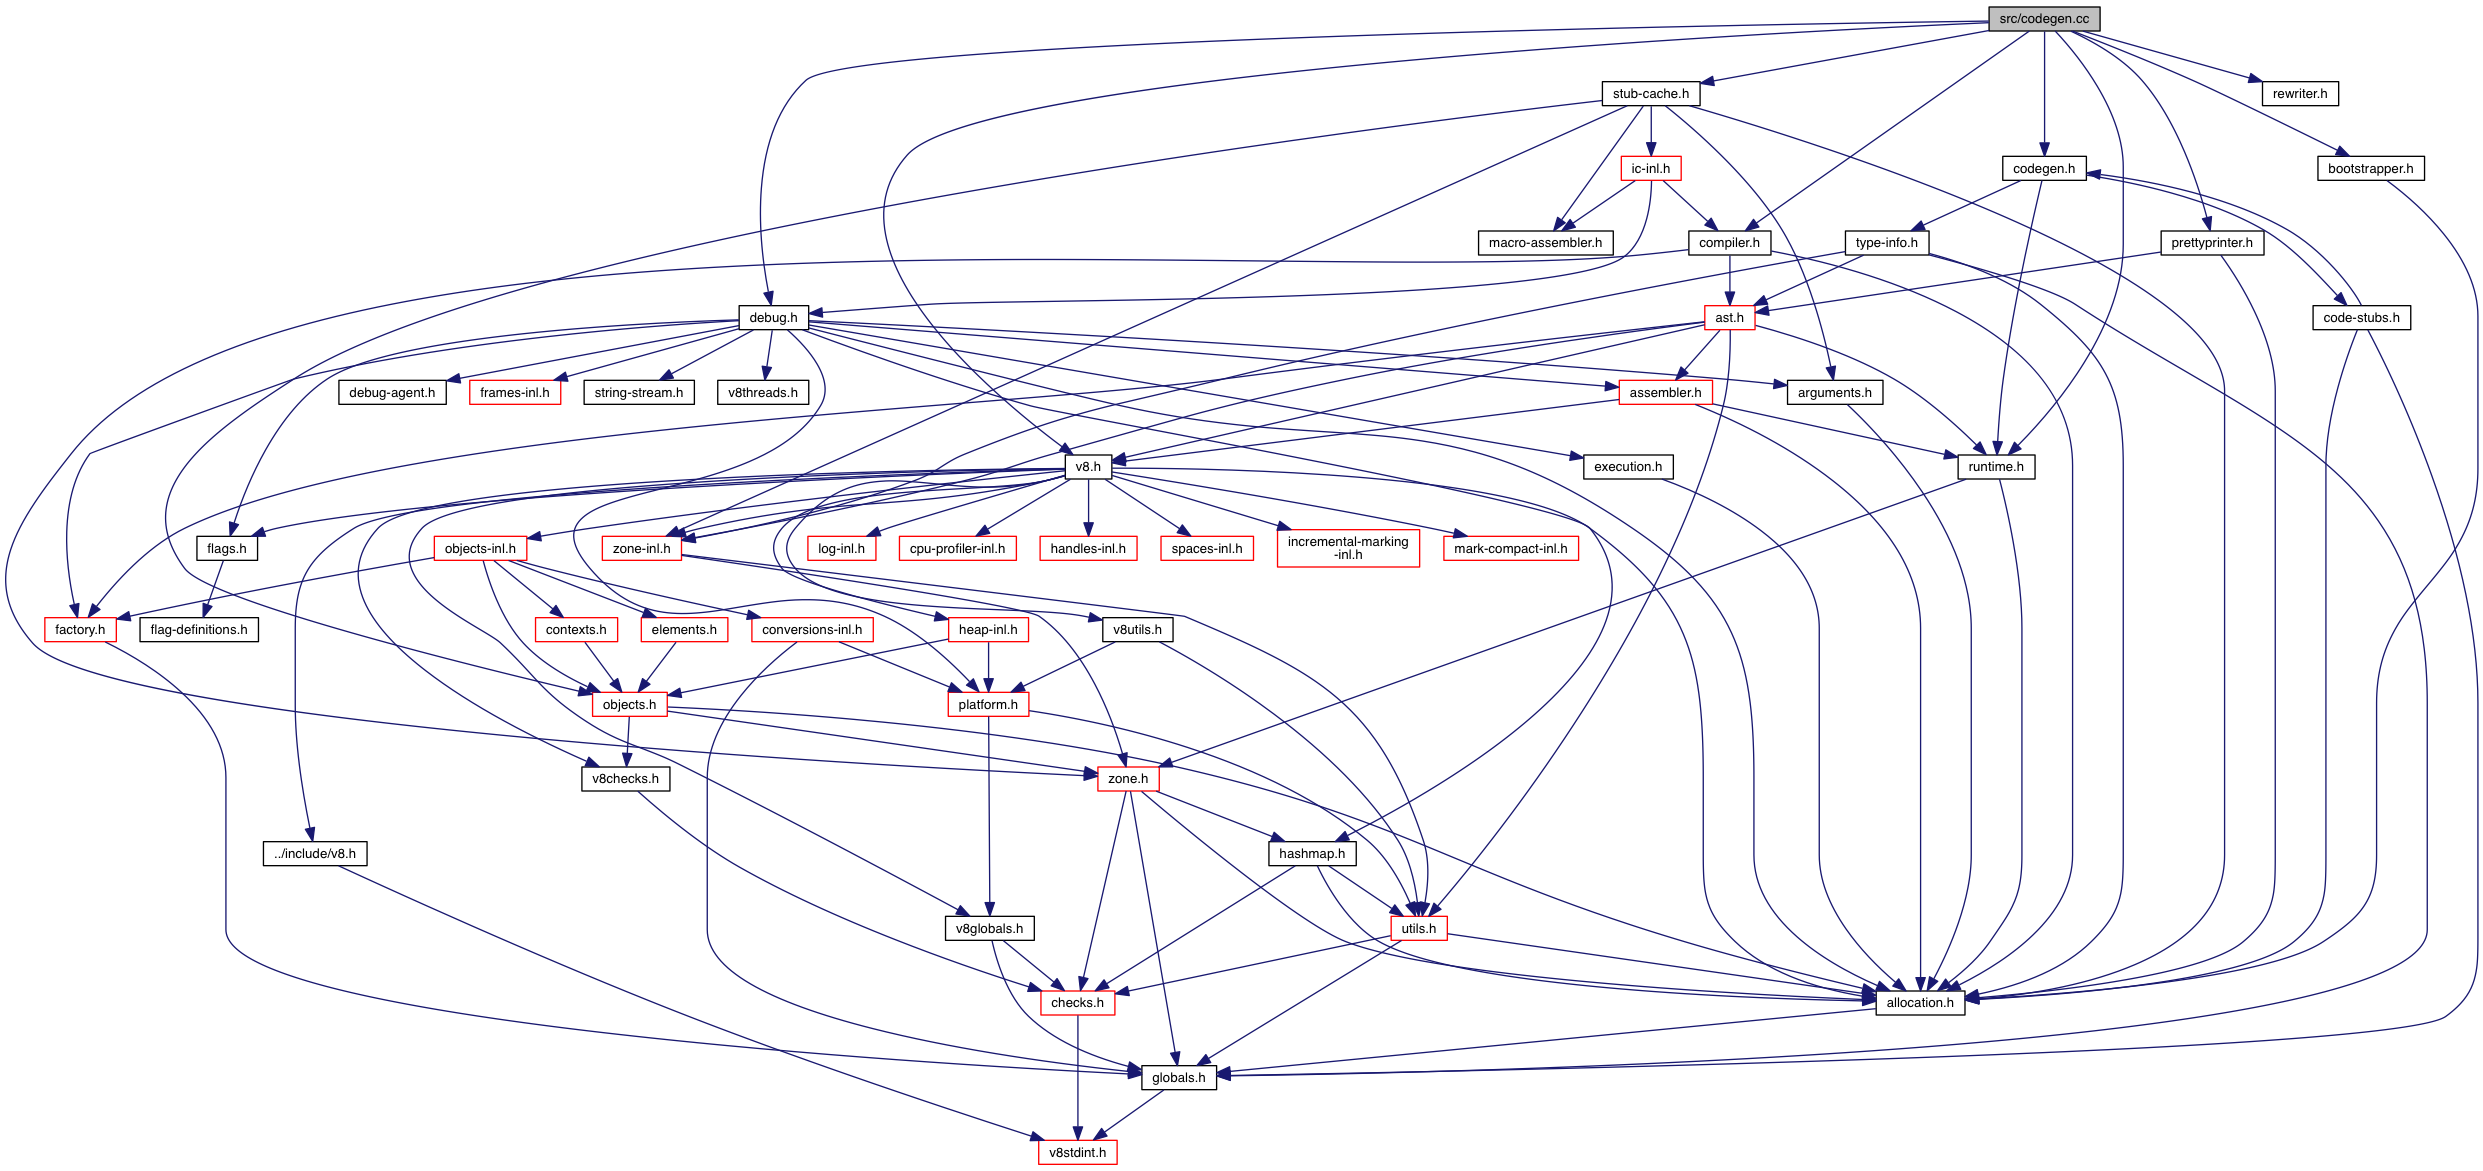 src/codegen.cc
stub-cache.h
rewriter.h
ic-inl.h
codegen.h
bootstrapper.h
macro-assembler.h
compiler.h
type-info.h
prettyprinter.h
debug.h
ast.h
code-stubs.h
debug-agent.h
frames-inl.h
string-stream.h
v8threads.h
assembler.h
arguments.h
v8.h
execution.h
runtime.h
flags.h
objects-inl.h
zone-inl.h
log-inl.h
cpu-profiler-inl.h
handles-inl.h
spaces-inl.h
incremental-marking
-inl.h
mark-compact-inl.h
factory.h
flag-definitions.h
contexts.h
elements.h
conversions-inl.h
heap-inl.h
v8utils.h
objects.h
platform.h
v8checks.h
zone.h
../include/v8.h
hashmap.h
v8globals.h
utils.h
checks.h
allocation.h
globals.h
v8stdint.h